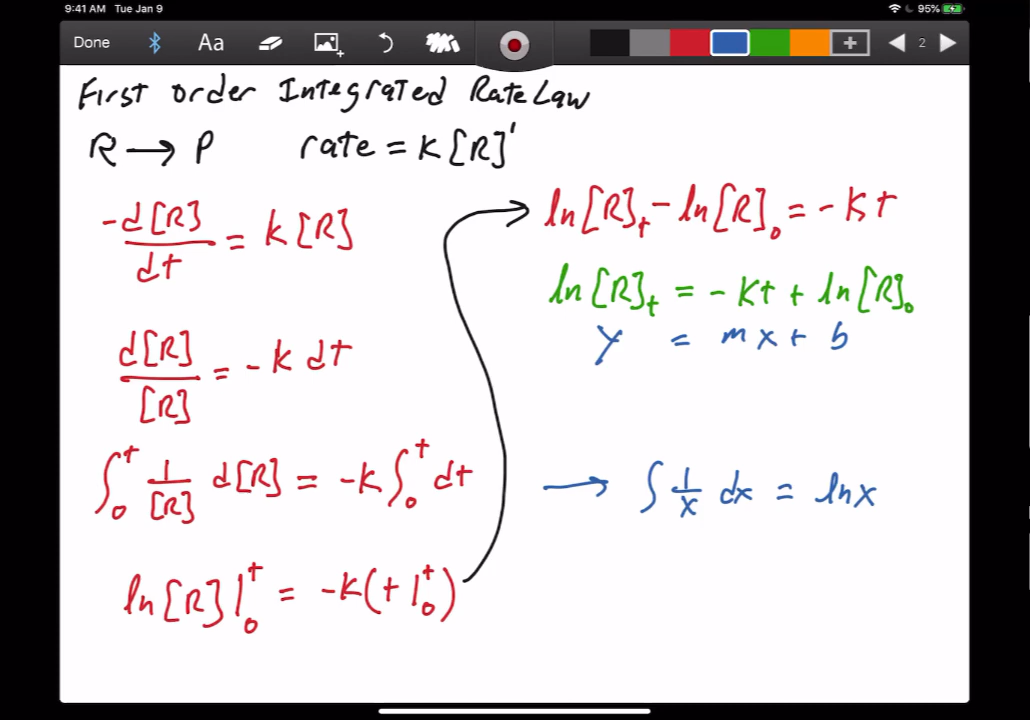 9:41 AM Tue Jan 9 95%
Done Aa 2
First Order Integrated Rate Law
R → P rate = K[R]¹
-d[R]/dt = k[R]
d[R]/[R] = -k dt
∫₀ᵗ 1/[R] d[R] = -k ∫₀ᵗ dt
ln[R]|₀ᵗ = -k(t|₀ᵗ)
ln[R]ₜ - ln[R]₀ = -kt
ln[R]ₜ = -kt + ln[R]₀
y = mx + b
→ ∫ 1/x dx = lnx